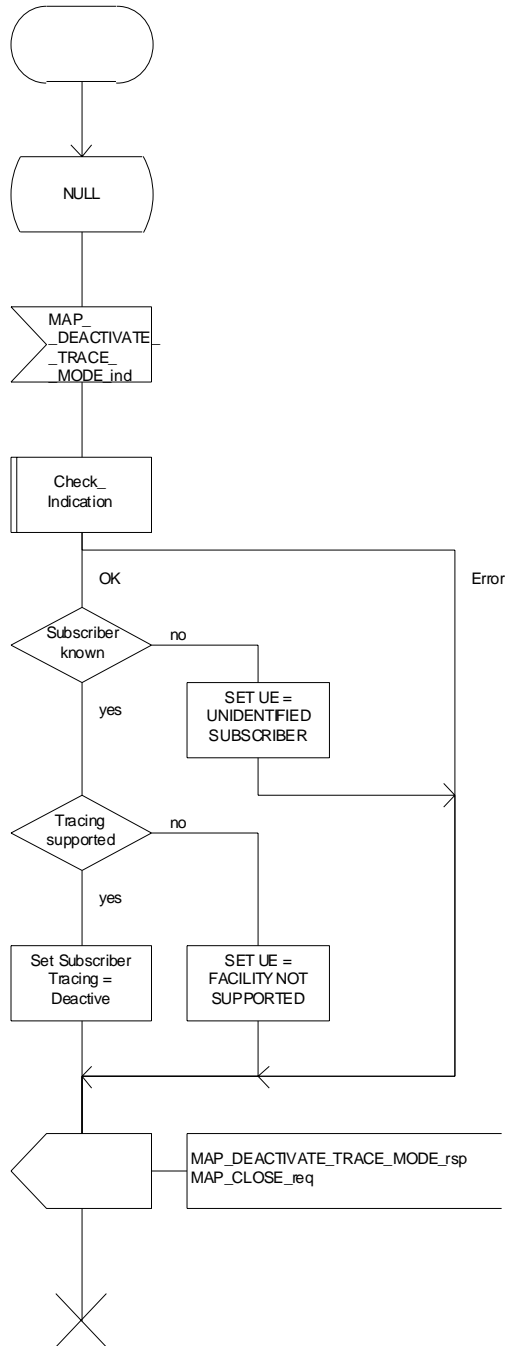 NULL
MAP_
_DEACTIVATE_
_TRACE_
_MODE_ind
Check_
Indication
OK
Error
Subscriber
known
no
yes
SET UE =
UNIDENTIFIED
SUBSCRIBER
Tracing
supported
no
yes
Set Subscriber
Tracing =
Deactive
SET UE =
FACILITY NOT
SUPPORTED
MAP_DEACTIVATE_TRACE_MODE_rsp
MAP_CLOSE_req